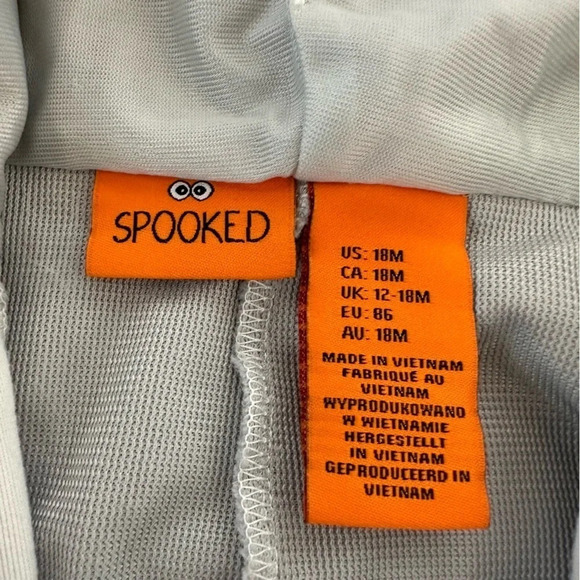 SPOOKED
US: 18M
CA: 18M
UK: 12-18M
EU: 86
AU: 18M
MADE IN VIETNAM
FABRIQUÉ AU
VIETNAM
WYPRODUKOWANO
W WIETNAMIE
HERGESTELLT
IN VIETNAM
GEPRODUCEERD IN
VIETNAM